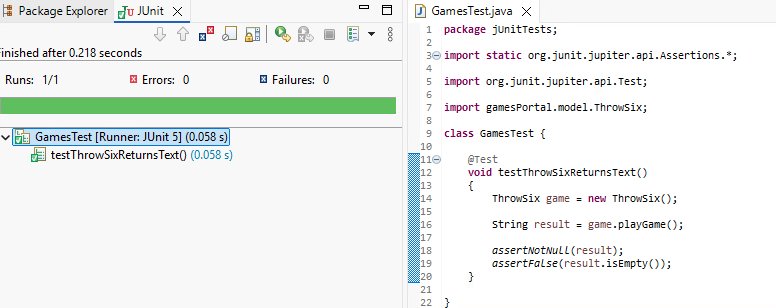 Package Explorer
JUnit
Finished after 0.218 seconds
Runs: 1/1
Errors: 0
Failures: 0
GamesTest [Runner: JUnit 5] (0.058 s)
testThrowSixReturnsText() (0.058 s)
GamesTest.java
1 package jUnitTests;
2
3 import static org.junit.jupiter.api.Assertions.*;
4
5 import org.junit.jupiter.api.Test;
6
7 import gamesPortal.model.ThrowSix;
8
9 class GamesTest {
10
11 @Test
12 void testThrowSixReturnsText()
13 {
14 ThrowSix game = new ThrowSix();
15
16 String result = game.playGame();
17
18 assertNotNull(result);
19 assertFalse(result.isEmpty());
20 }
21
22 }